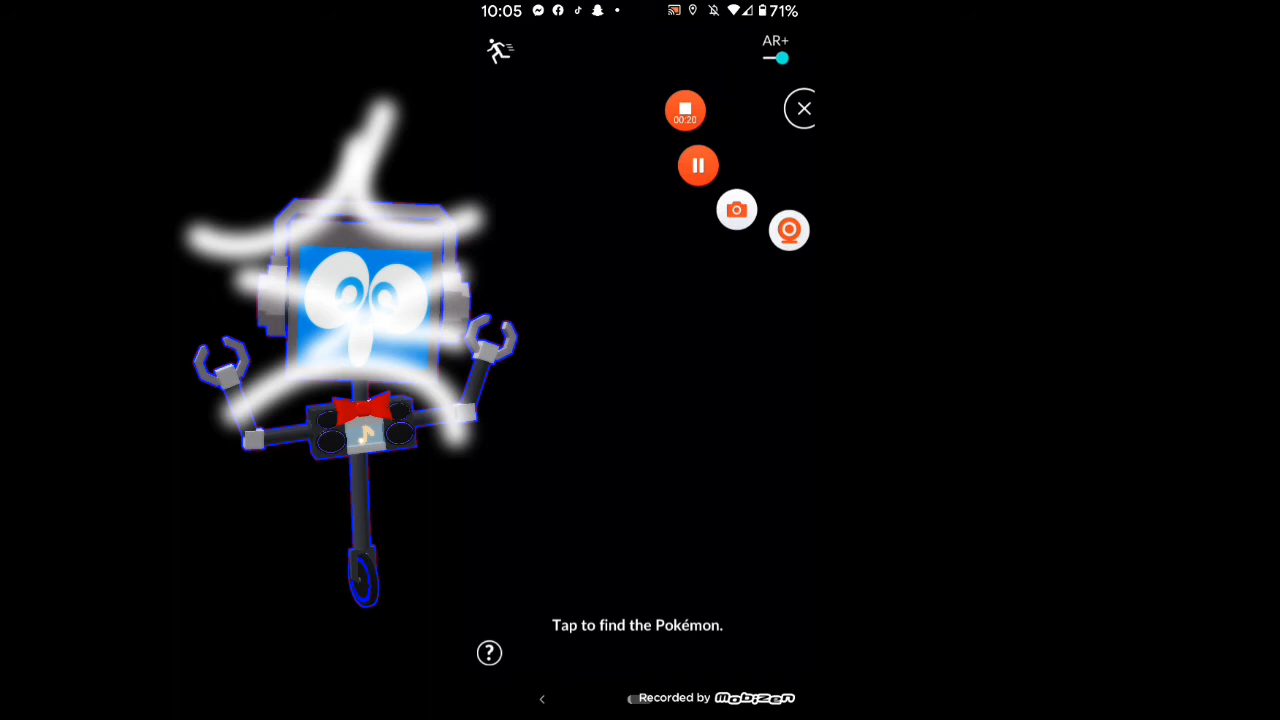 10:05 71%
AR+
00:20
Tap to find the Pokémon.
?
Recorded by mobizen